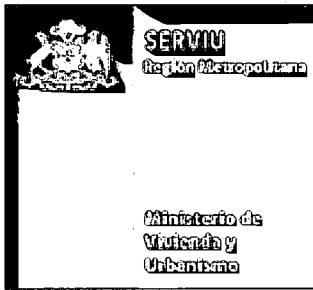 SERVIU
Región Metropolitana
Ministerio de
Vivienda y
Urbanismo